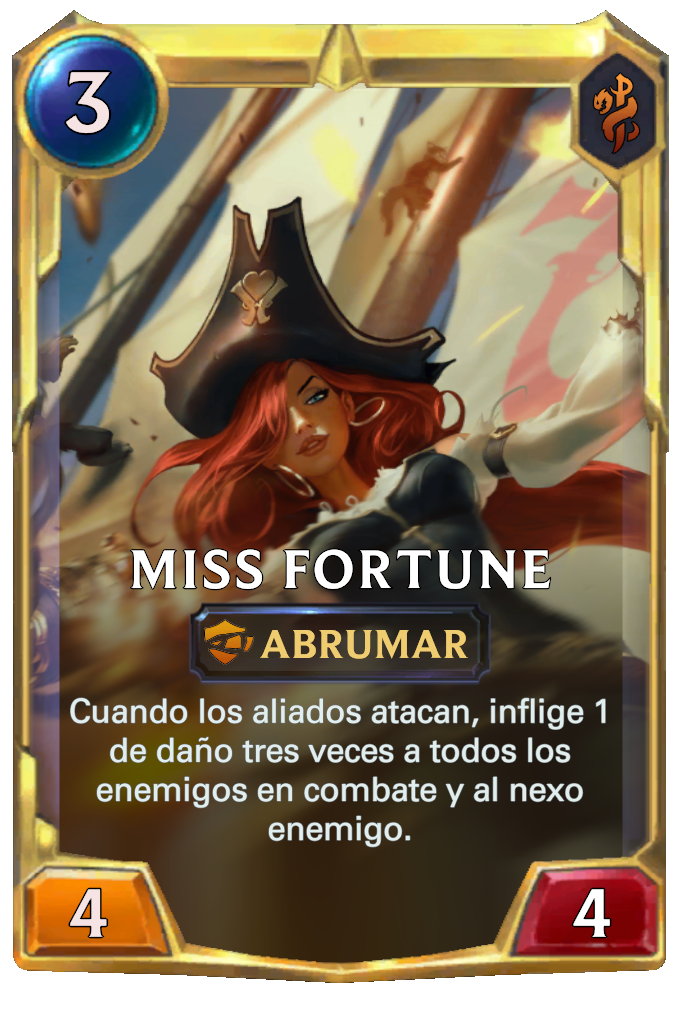 3
MISS FORTUNE
ABRUMAR
Cuando los aliados atacan, inflige 1
de daño tres veces a todos los
enemigos en combate y al nexo
enemigo.
4
4